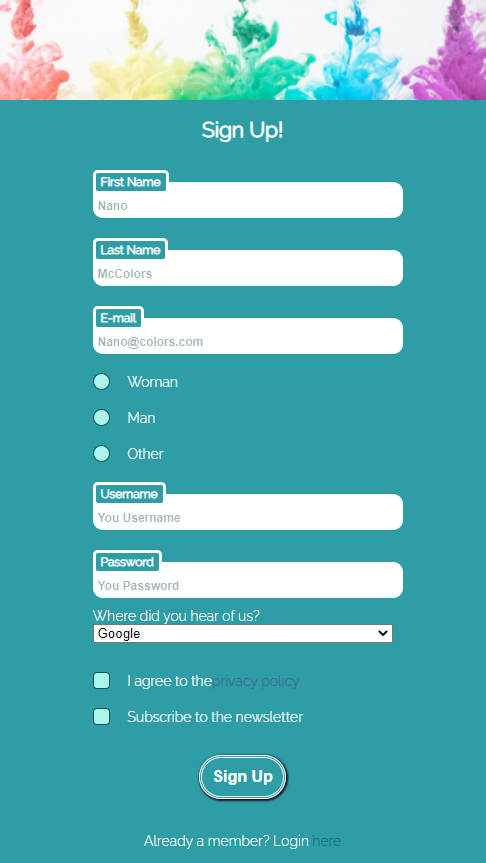 Sign Up!
First Name
Nano
Last Name
McColors
E-mail
Nano@colors.com
Woman
Man
Other
Username
You Username
Password
You Password
Where did you hear of us?
Google
I agree to theprivacy policy
Subscribe to the newsletter
Sign Up
Already a member? Login here